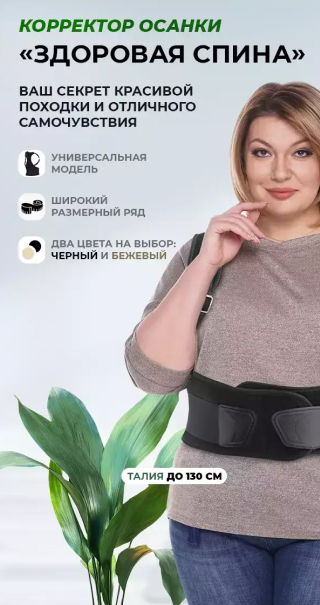 КОРРЕКТОР ОСАНКИ
«ЗДОРОВАЯ СПИНА»
ВАШ СЕКРЕТ КРАСИВОЙ
ПОХОДКИ И ОТЛИЧНОГО
САМОЧУВСТВИЯ
УНИВЕРСАЛЬНАЯ
МОДЕЛЬ
ШИРОКИЙ
РАЗМЕРНЫЙ РЯД
ДВА ЦВЕТА НА ВЫБОР:
ЧЕРНЫЙ И БЕЖЕВЫЙ
ТАЛИЯ ДО 130 СМ